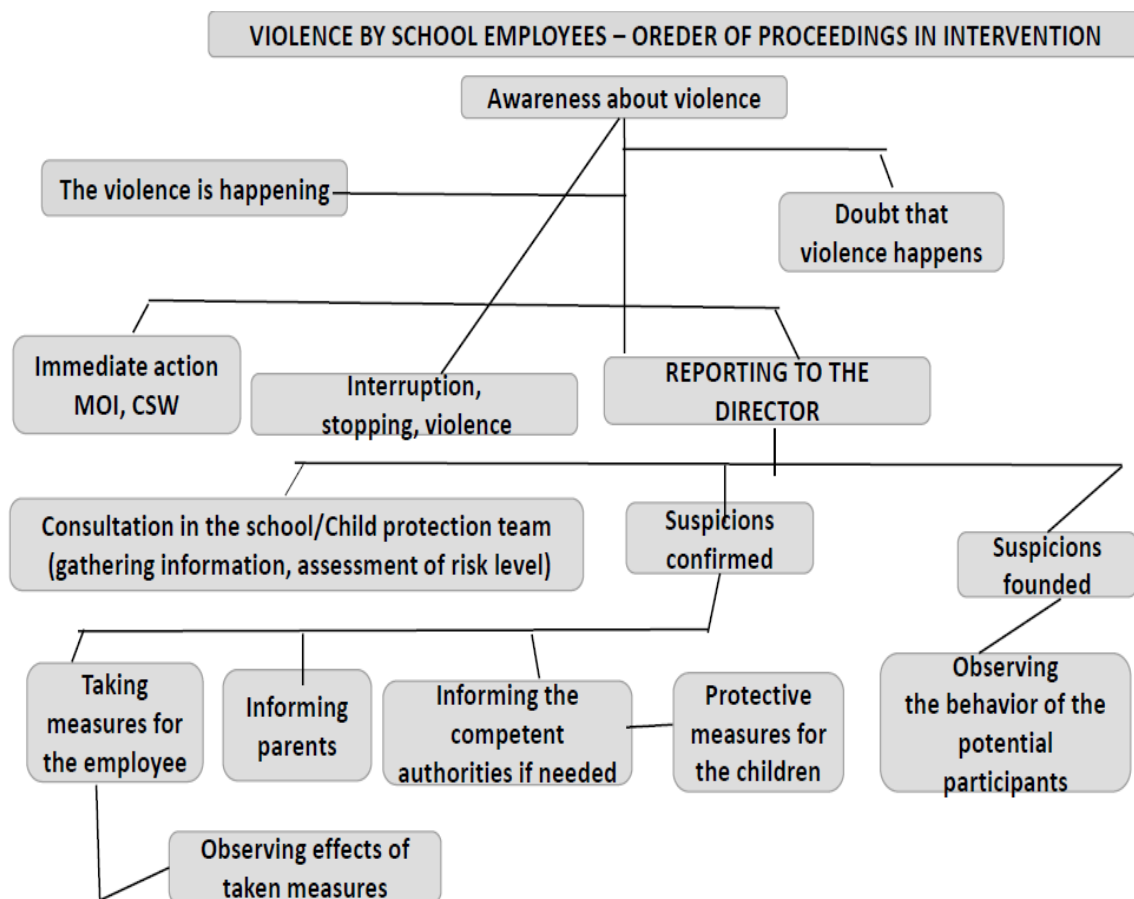 VIOLENCE BY SCHOOL EMPLOYEES – OREDER OF PROCEEDINGS IN INTERVENTION
Awareness about violence
The violence is happening
Doubt that
violence happens
Immediate action
MOI, CSW
Interruption,
stopping, violence
REPORTING TO THE
DIRECTOR
Consultation in the school/Child protection team
(gathering information, assessment of risk level)
Suspicions
confirmed
Suspicions
founded
Taking
measures for
the employee
Informing
parents
Informing the
competent
authorities if needed
Protective
measures for
the children
Observing
the behavior of the
potential
participants
Observing effects of
taken measures